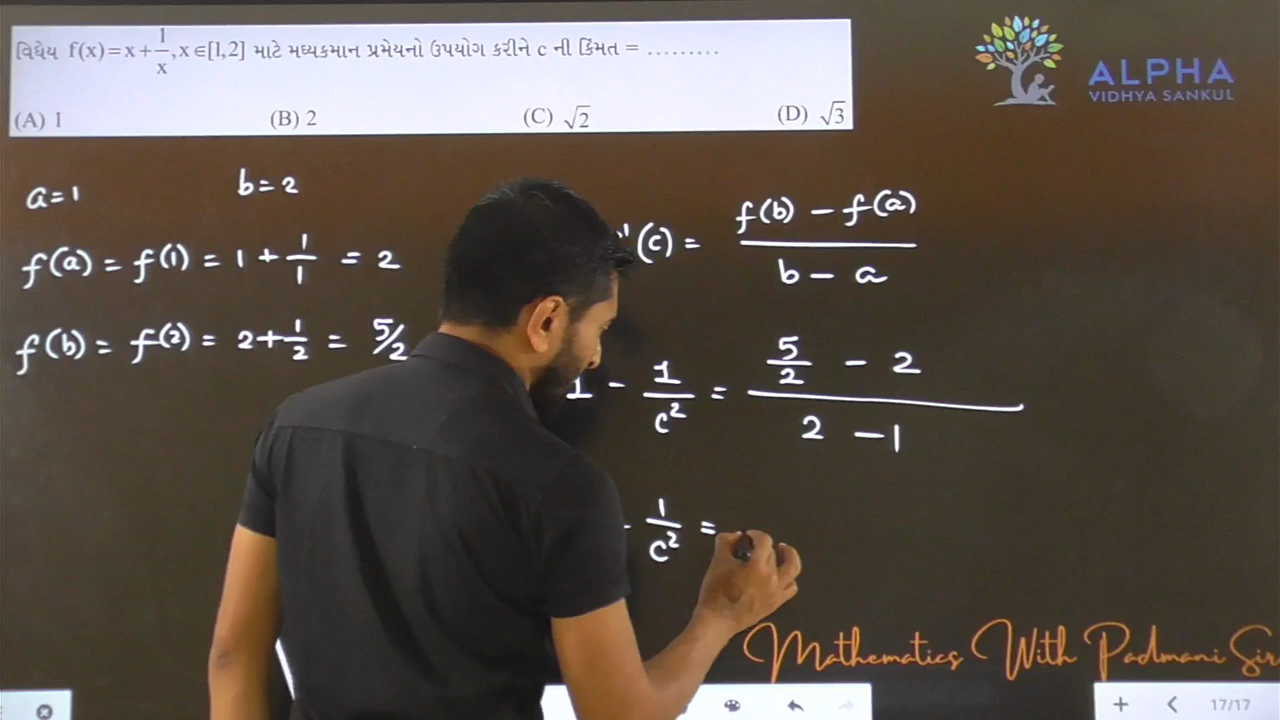 વિધેય f(x)=x+1/x, x∈[1,2] માટે મધ્યકમાન પ્રમેયનો ઉપયોગ કરીને c ની કિંમત = .........
(A) 1 (B) 2 (C) √2 (D) √3
ALPHA
VIDHYA SANKUL
a=1 b=2
f(a) = f(1) = 1 + 1/1 = 2
f(b) = f(2) = 2+1/2 = 5/2
'(c) = (f(b) - f(a))/(b - a)
1 - 1/c² = (5/2 - 2)/(2 - 1)
- 1/c² =
Mathematics With Padmani Sir
17/17